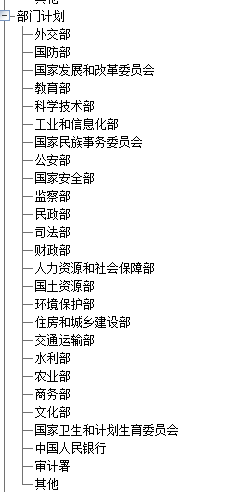 其他
部门计划
外交部
国防部
国家发展和改革委员会
教育部
科学技术部
工业和信息化部
国家民族事务委员会
公安部
国家安全部
监察部
民政部
司法部
财政部
人力资源和社会保障部
国土资源部
环境保护部
住房和城乡建设部
交通运输部
水利部
农业部
商务部
文化部
国家卫生和计划生育委员会
中国人民银行
审计署
其他